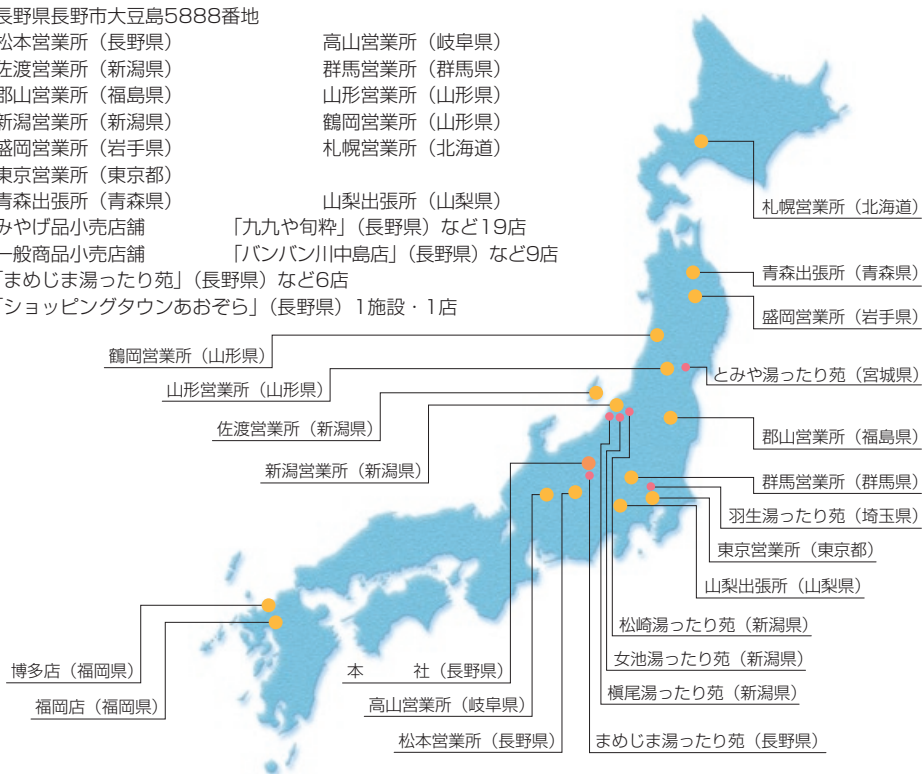 長野県長野市大豆島5888番地
松本営業所（長野県） 高山営業所（岐阜県）
佐渡営業所（新潟県） 群馬営業所（群馬県）
郡山営業所（福島県） 山形営業所（山形県）
新潟営業所（新潟県） 鶴岡営業所（山形県）
盛岡営業所（岩手県） 札幌営業所（北海道）
東京営業所（東京都）
青森出張所（青森県） 山梨出張所（山梨県）
みやげ品小売店舗 「九九や旬粋」（長野県）など19店
一般商品小売店舗 「バンバン川中島店」（長野県）など9店
「まめじま湯ったり苑」（長野県）など6店
「ショッピングタウンあおぞら」（長野県）1施設・1店
札幌営業所（北海道）
青森出張所（青森県）
盛岡営業所（岩手県）
鶴岡営業所（山形県）
とみや湯ったり苑（宮城県）
山形営業所（山形県）
佐渡営業所（新潟県）
郡山営業所（福島県）
新潟営業所（新潟県）
群馬営業所（群馬県）
羽生湯ったり苑（埼玉県）
東京営業所（東京都）
山梨出張所（山梨県）
松崎湯ったり苑（新潟県）
女池湯ったり苑（新潟県）
槇尾湯ったり苑（新潟県）
博多店（福岡県）
本　　社（長野県）
福岡店（福岡県）
高山営業所（岐阜県）
松本営業所（長野県）
まめじま湯ったり苑（長野県）